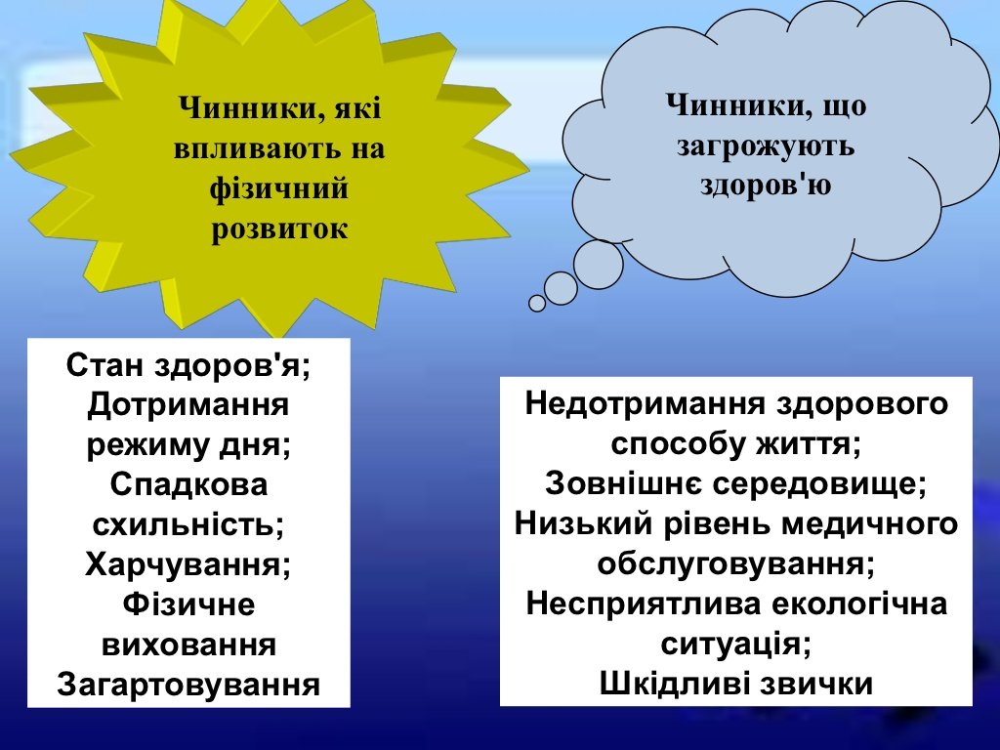 Чинники, які
впливають на
фізичний
розвиток
Чинники, що
загрожують
здоров'ю
Стан здоров'я;
Дотримання
режиму дня;
Спадкова
схильність;
Харчування;
Фізичне
виховання
Загартовування
Недотримання здорового
способу життя;
Зовнішнє середовище;
Низький рівень медичного
обслуговування;
Несприятлива екологічна
ситуація;
Шкідливі звички